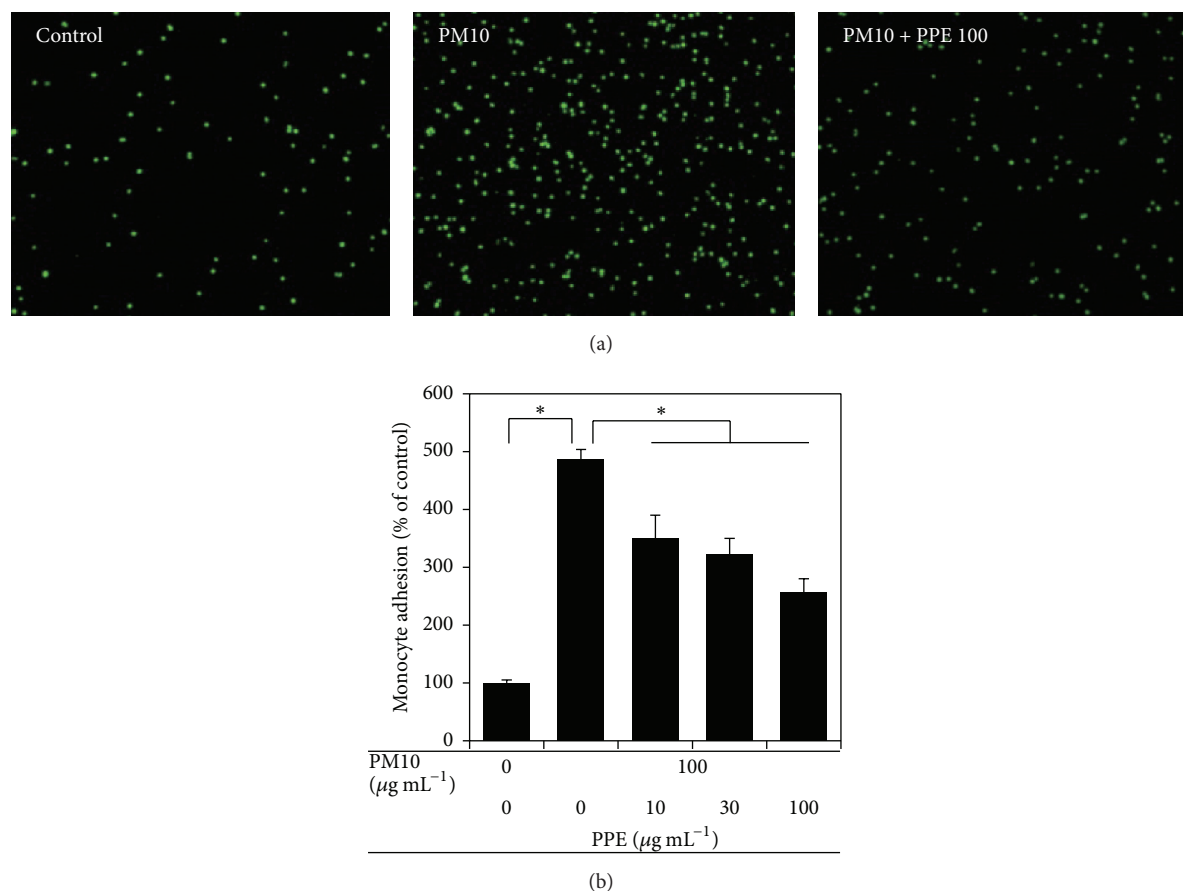 Control
PM10
PM10 + PPE 100
(a)
Monocyte adhesion (% of control)
600
500
400
300
200
100
0
*
*
PM10
(μg mL⁻¹)
0
100
0
0
10
30
100
PPE (μg mL⁻¹)
(b)